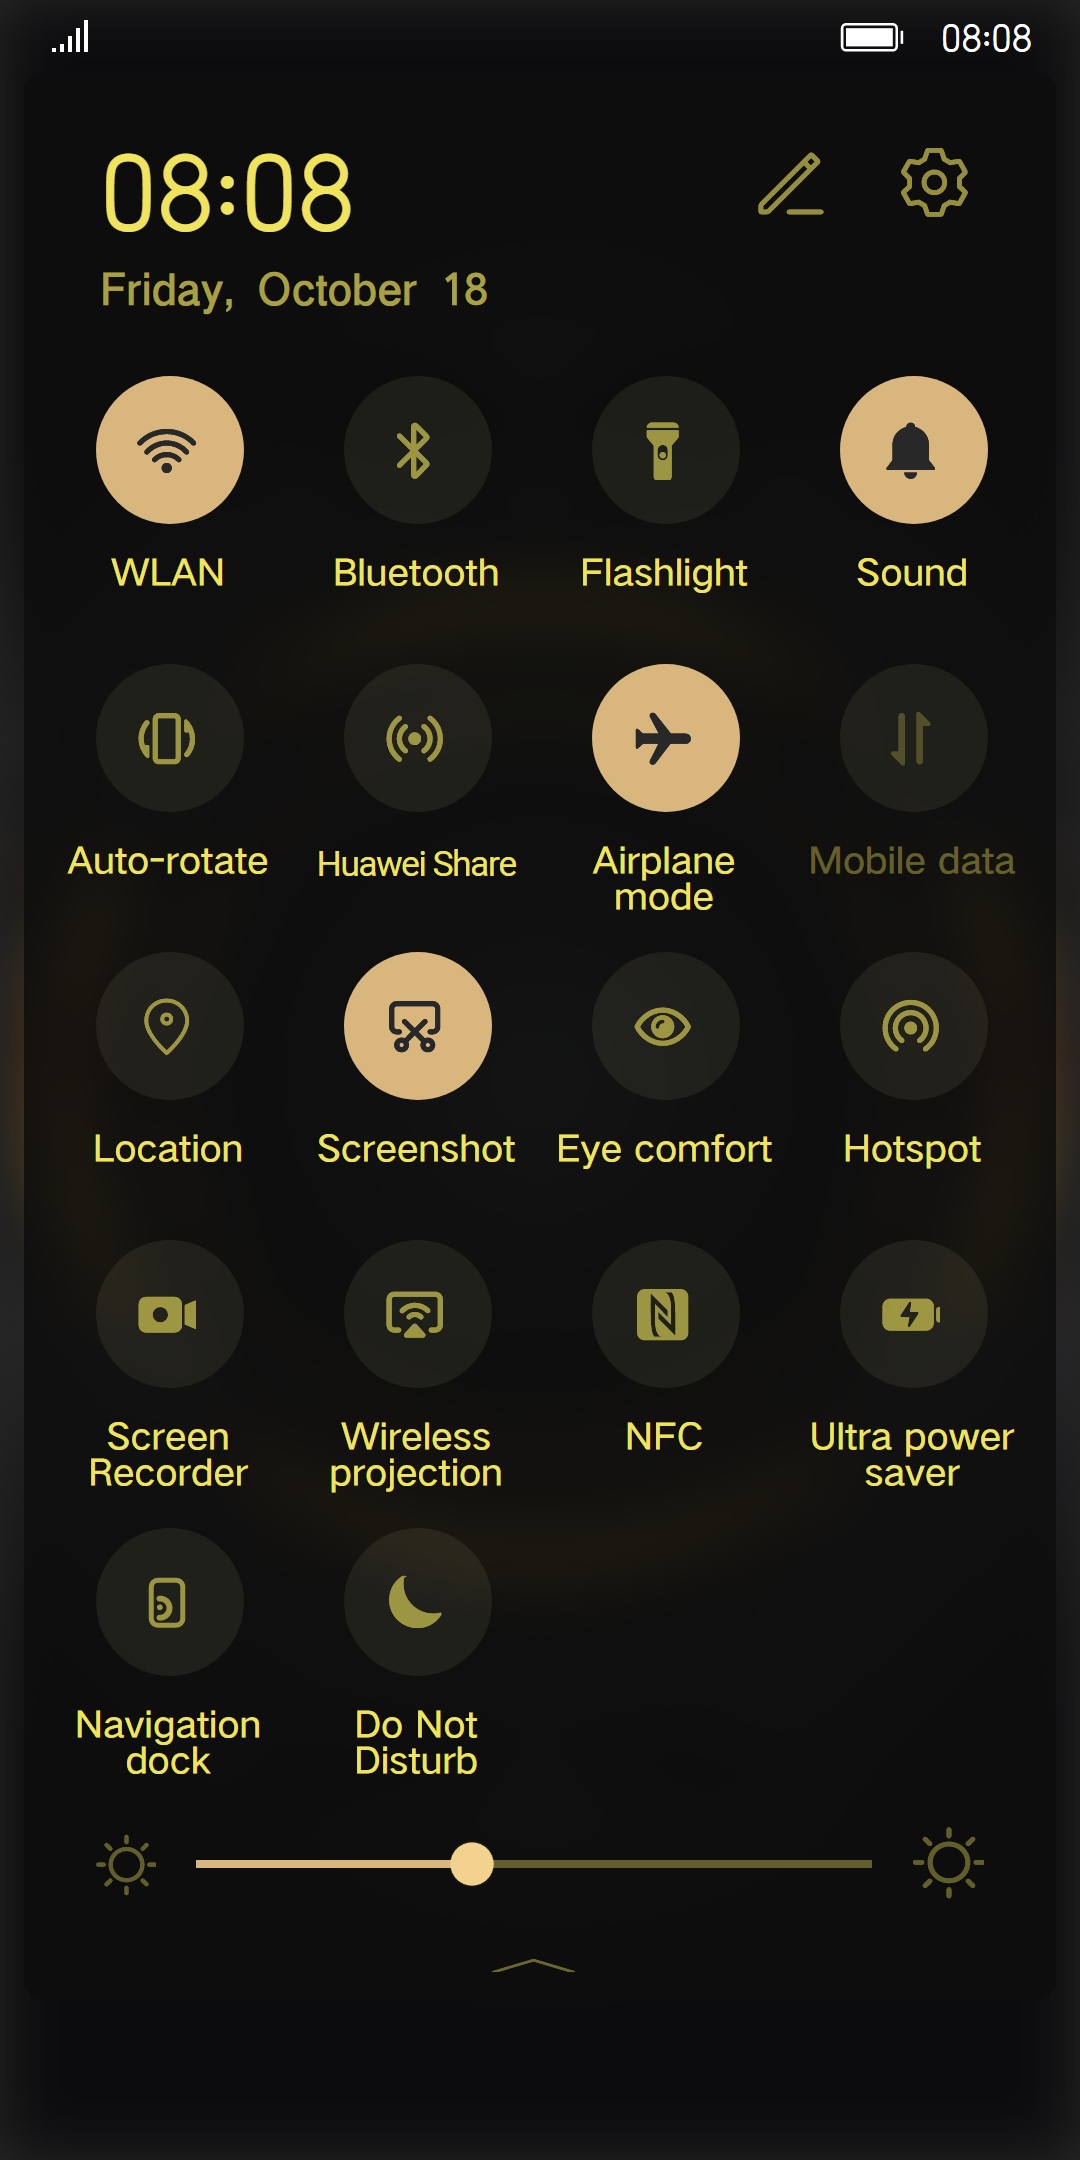 08:08
08:08
Friday, October 18
WLAN
Bluetooth
Flashlight
Sound
Auto-rotate
Huawei Share
Airplane
mode
Mobile data
Location
Screenshot
Eye comfort
Hotspot
Screen
Recorder
Wireless
projection
NFC
Ultra power
saver
Navigation
dock
Do Not
Disturb